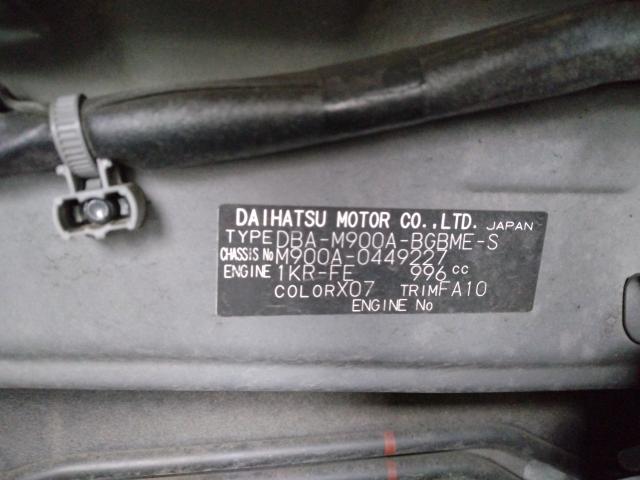 DAIHATSU MOTOR CO.,LTD. JAPAN
TYPE DBA-M900A-BGBME-S
CHASSIS No M900A-0449227
ENGINE 1KR-FE 996 cc
COLOR X07 TRIM FA10
ENGINE No